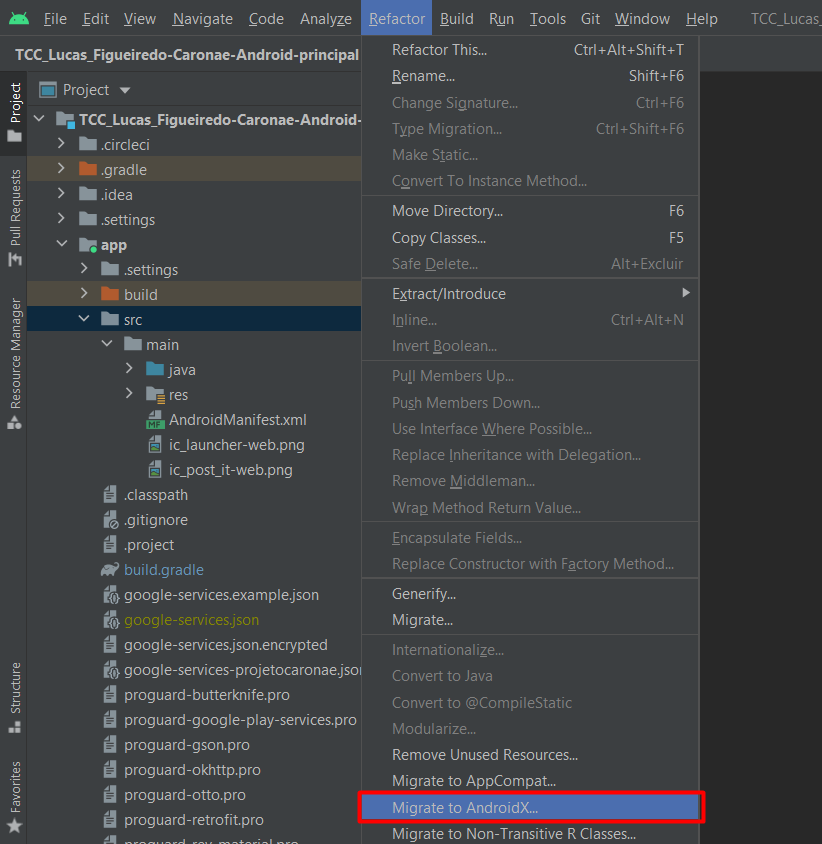 File Edit View Navigate Code Analyze Refactor Build Run Tools Git Window Help TCC_Lucas_
TCC_Lucas_Figueiredo-Caronae-Android-principal
Project
Pull Requests
Resource Manager
Structure
Favorites
Project
TCC_Lucas_Figueiredo-Caronae-Android-
.circleci
.gradle
.idea
.settings
app
.settings
build
src
main
java
res
AndroidManifest.xml
ic_launcher-web.png
ic_post_it-web.png
.classpath
.gitignore
.project
build.gradle
google-services.example.json
google-services.json
google-services.json.encrypted
google-services-projetocaronae.json
proguard-butterknife.pro
proguard-google-play-services.pro
proguard-gson.pro
proguard-okhttp.pro
proguard-otto.pro
proguard-retrofit.pro
Refactor This... Ctrl+Alt+Shift+T
Rename... Shift+F6
Change Signature... Ctrl+F6
Type Migration... Ctrl+Shift+F6
Make Static...
Convert To Instance Method...
Move Directory... F6
Copy Classes... F5
Safe Delete... Alt+Excluir
Extract/Introduce
Inline... Ctrl+Alt+N
Invert Boolean...
Pull Members Up...
Push Members Down...
Use Interface Where Possible...
Replace Inheritance with Delegation...
Remove Middleman...
Wrap Method Return Value...
Encapsulate Fields...
Replace Constructor with Factory Method...
Generify...
Migrate...
Internationalize...
Convert to Java
Convert to @CompileStatic
Modularize...
Remove Unused Resources...
Migrate to AppCompat...
Migrate to AndroidX...
Migrate to Non-Transitive R Classes...